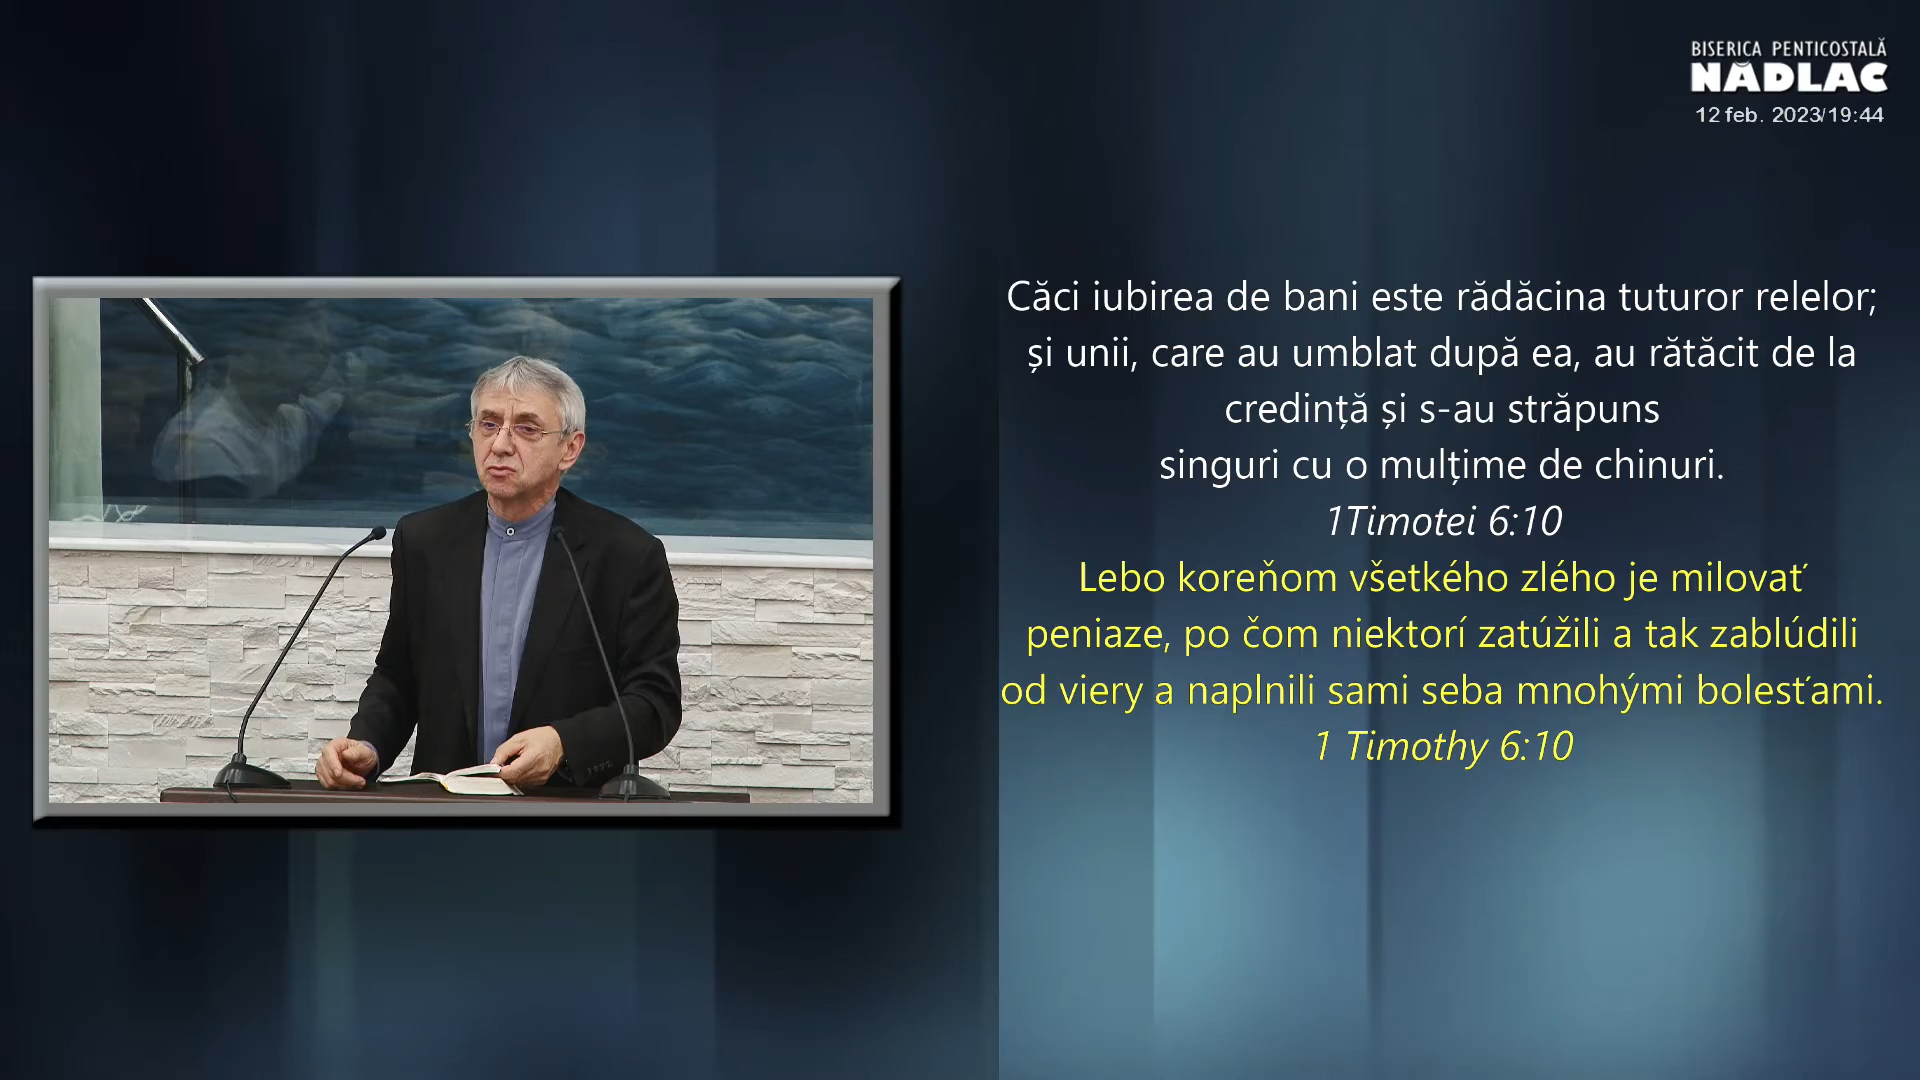 BISERICA PENTICOSTALĂ
NĂDLAC
12 feb. 2023/19:44
Căci iubirea de bani este rădăcina tuturor relelor;
și unii, care au umblat după ea, au rătăcit de la
credință și s-au străpuns
singuri cu o mulțime de chinuri.
1Timotei 6:10
Lebo koreňom všetkého zlého je milovať
peniaze, po čom niektorí zatúžili a tak zablúdili
od viery a naplnili sami seba mnohými bolesťami.
1 Timothy 6:10